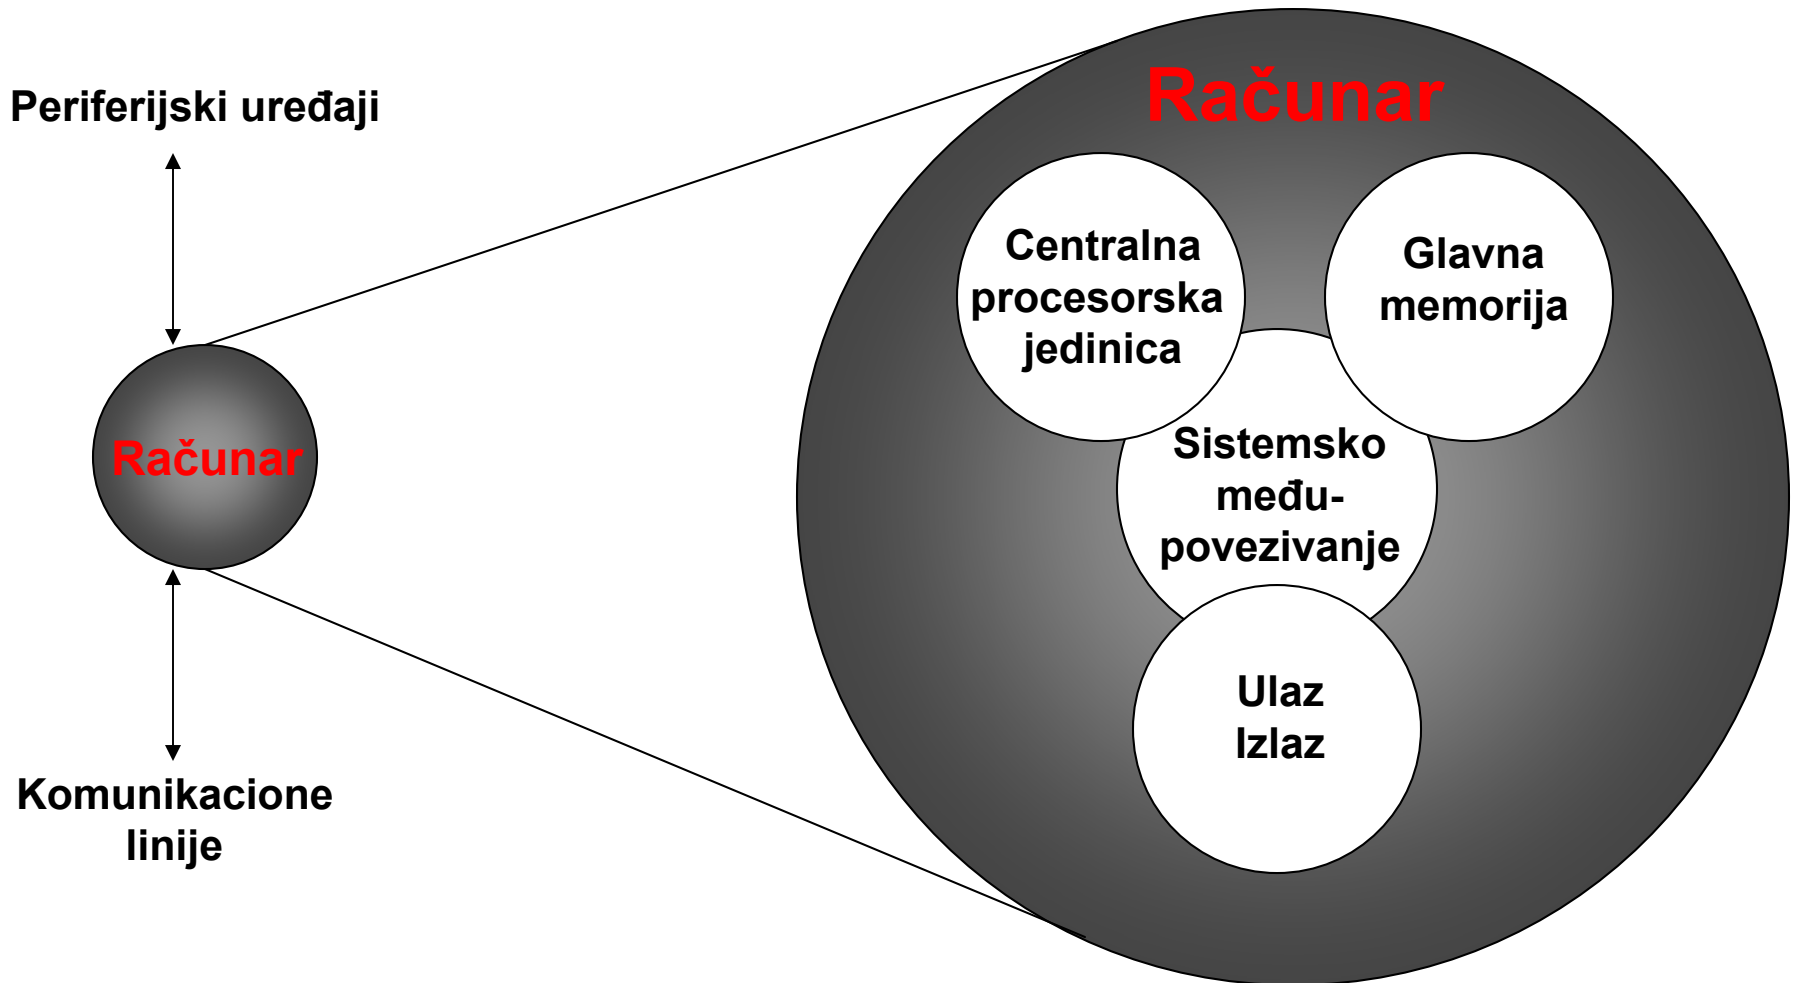 Periferijski uređaji
Računar
Komunikacione
linije
Računar
Centralna
procesorska
jedinica
Glavna
memorija
Sistemsko
među-
povezivanje
Ulaz
Izlaz